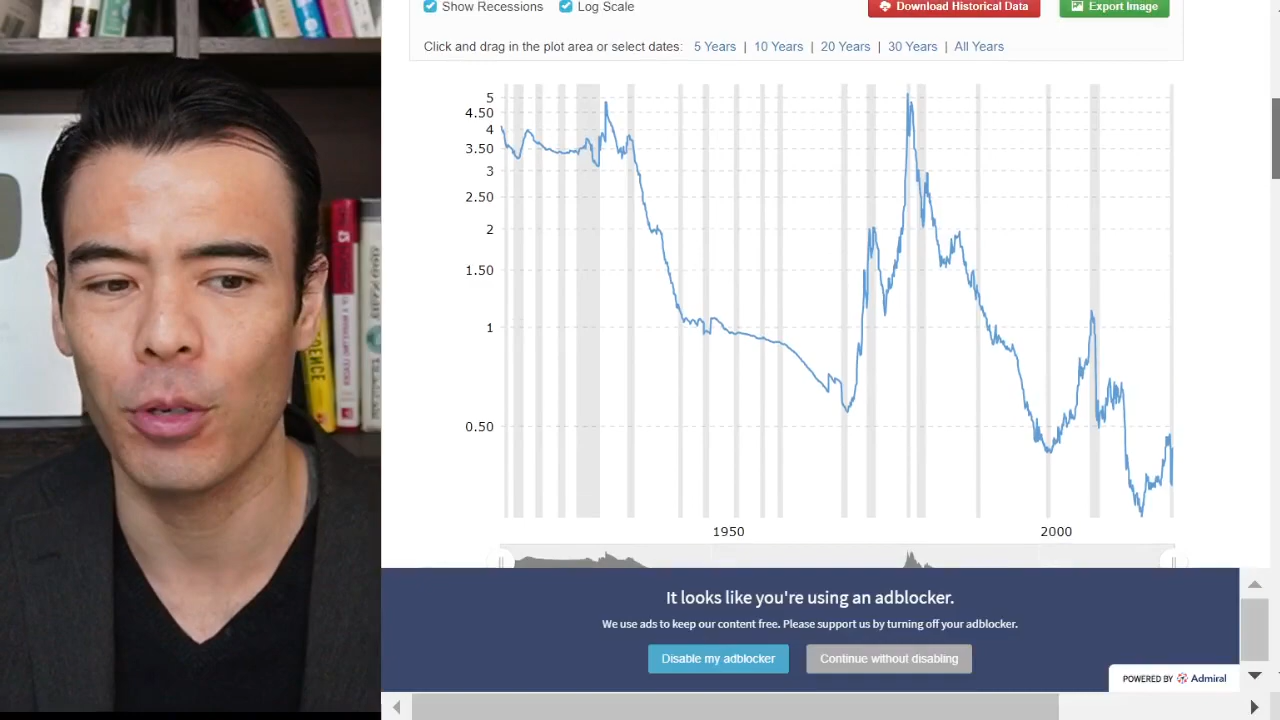 Show Recessions
Log Scale
Download Historical Data
Export Image
Click and drag in the plot area or select dates: 5 Years | 10 Years | 20 Years | 30 Years | All Years
5
4.50
4
3.50
3
2.50
2
1.50
1
0.50
1950
2000
It looks like you're using an adblocker.
We use ads to keep our content free. Please support us by turning off your adblocker.
Disable my adblocker
Continue without disabling
POWERED BY Admiral